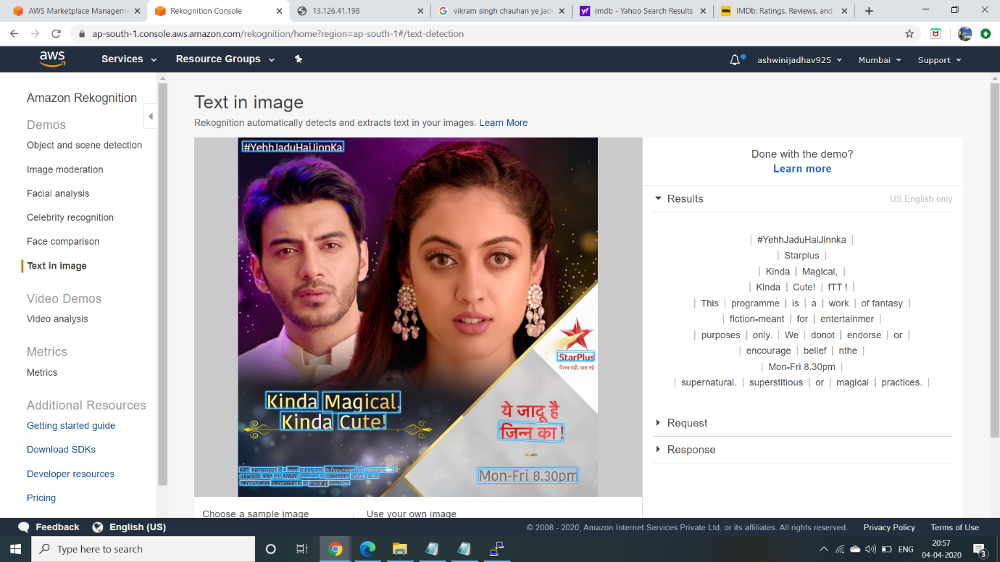 AWS Marketplace Manageme
Rekognition Console
13.126.41.198
vikram singh chauhan ye jad
imdb - Yahoo Search Results
IMDb: Ratings, Reviews, and
ap-south-1.console.aws.amazon.com/rekognition/home?region=ap-south-1#/text-detection
aws
Services
Resource Groups
ashwinijadhav925
Mumbai
Support
Amazon Rekognition
Demos
Object and scene detection
Image moderation
Facial analysis
Celebrity recognition
Face comparison
Text in image
Video Demos
Video analysis
Metrics
Metrics
Additional Resources
Getting started guide
Download SDKs
Developer resources
Pricing
Text in image
Rekognition automatically detects and extracts text in your images. Learn More
#YehhJaduHaiJinnKa
StarPlus
रिश्ता वही, बात नई
Kinda Magical,
Kinda Cute!
ये जादू है
जिन्न का!
Mon-Fri 8.30pm
This programme is a work of fantasy
Choose a sample image
Use your own image
Done with the demo?
Learn more
Results
US English only
| #YehhJaduHaiJinnka |
| Starplus |
| Kinda | Magical, |
| Kinda | Cute! | fTT ! |
| This | programme | is | a | work | of fantasy |
| fiction-meant | for | entertainmer |
| purposes | only. | We | donot | endorse | or |
| encourage | belief | nthe |
| Mon-Fri 8.30pm |
| supernatural. | superstitious | or | magical | practices. |
Request
Response
Feedback
English (US)
© 2008 - 2020, Amazon Internet Services Private Ltd. or its affiliates. All rights reserved.
Privacy Policy
Terms of Use
Type here to search
ENG
20:57
04-04-2020
3